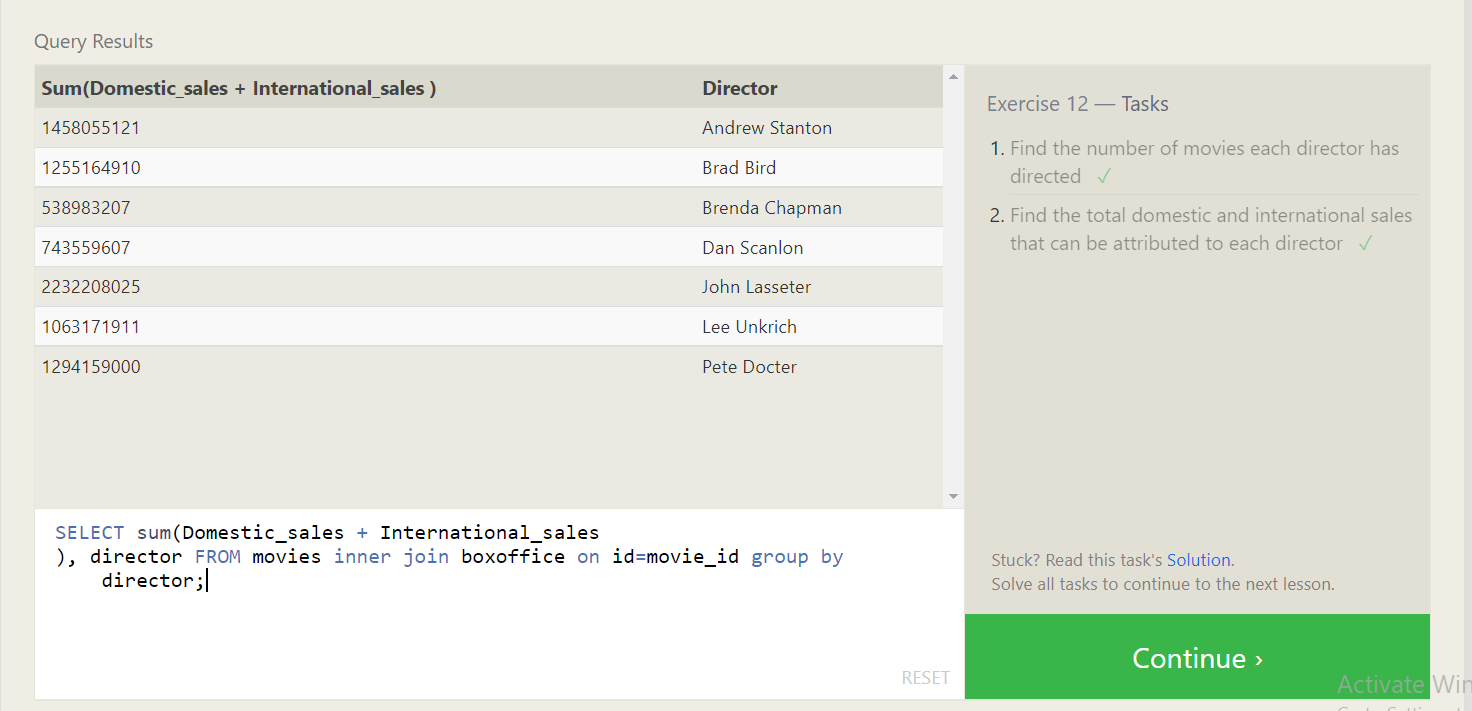 Query Results
Sum(Domestic_sales + International_sales ) Director
1458055121 Andrew Stanton
1255164910 Brad Bird
538983207 Brenda Chapman
743559607 Dan Scanlon
2232208025 John Lasseter
1063171911 Lee Unkrich
1294159000 Pete Docter
SELECT sum(Domestic_sales + International_sales
), director FROM movies inner join boxoffice on id=movie_id group by
director;
RESET
Exercise 12 — Tasks
1. Find the number of movies each director has
directed ✓
2. Find the total domestic and international sales
that can be attributed to each director ✓
Stuck? Read this task's Solution.
Solve all tasks to continue to the next lesson.
Continue ›
Activate Win